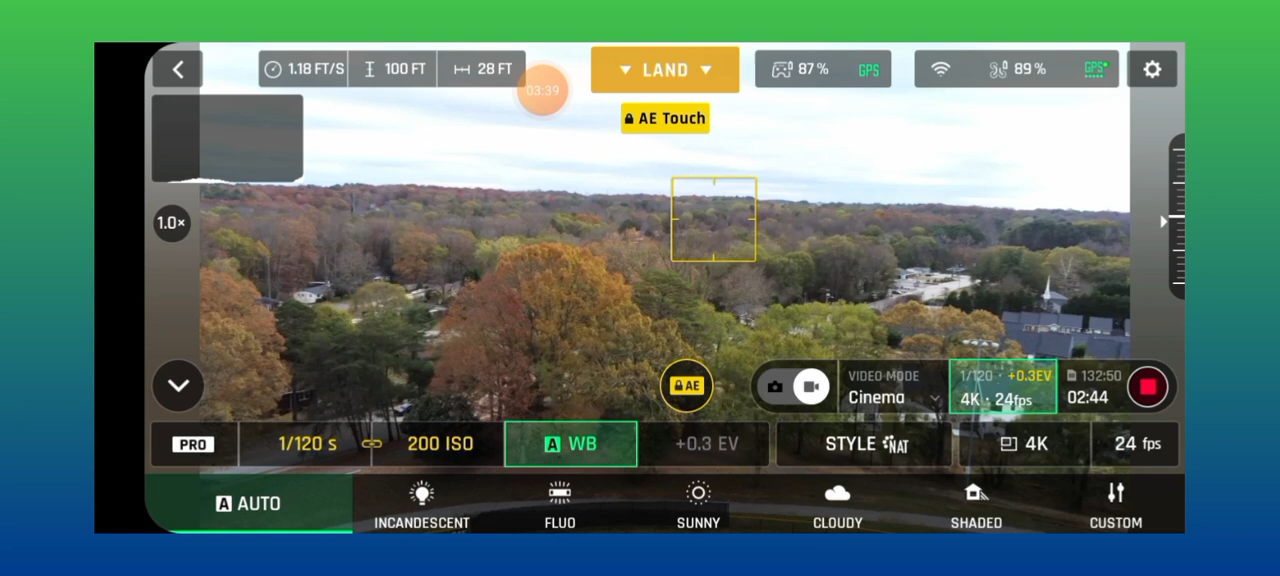 1.18 FT/S 100 FT 28 FT
LAND
87% GPS
89% GPS
03:39
AE Touch
1.0×
AE
VIDEO MODE
Cinema
1/120 · +0.3EV
4K · 24fps
132:50
02:44
PRO 1/120 s 200 ISO A WB +0.3 EV STYLE NAT 4K 24 fps
A AUTO INCANDESCENT FLUO SUNNY CLOUDY SHADED CUSTOM